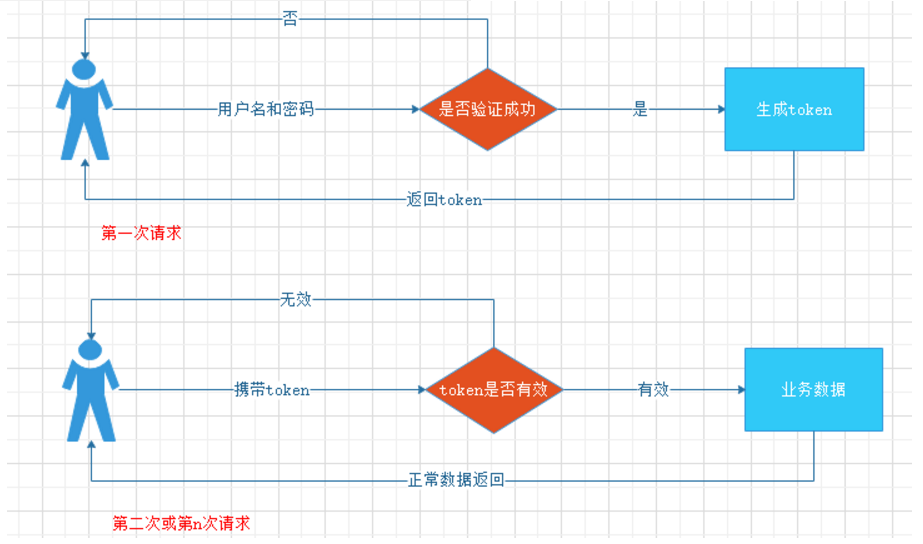 否
用户名和密码
是否验证成功
是
生成token
返回token
第一次请求
无效
携带token
token是否有效
有效
业务数据
正常数据返回
第二次或第n次请求